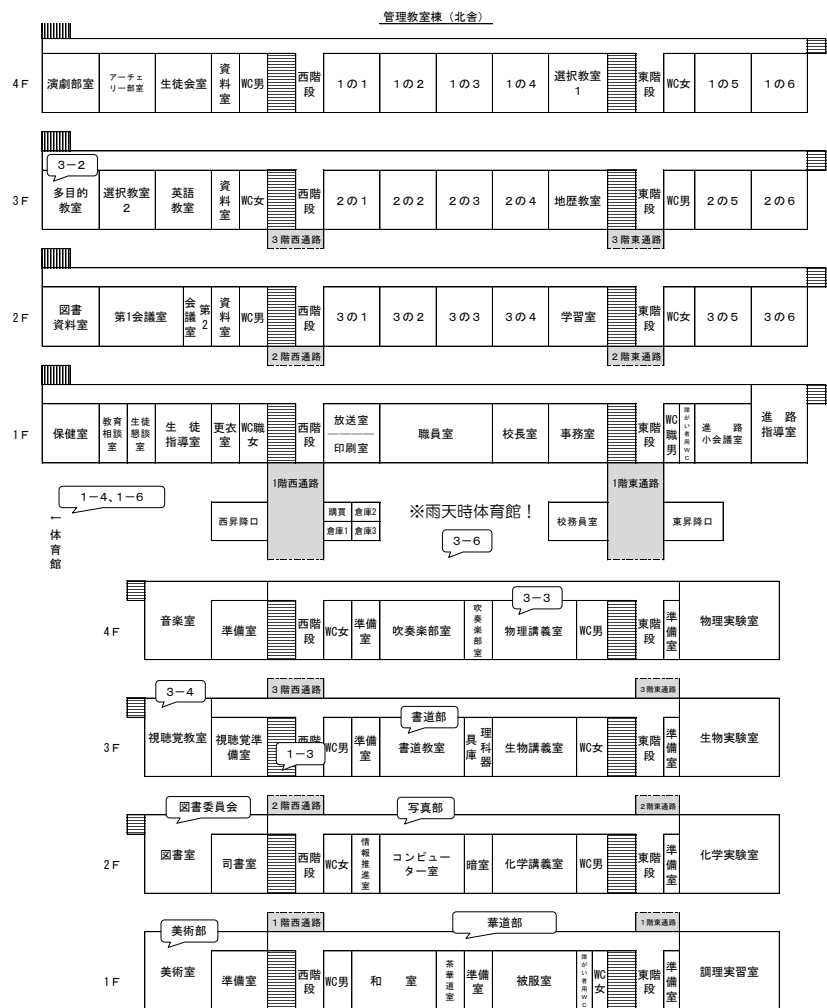 管理教室棟（北舎）
4F 演劇部室 アーチェリー部室 生徒会室 資料室 WC男 西階段 1の1 1の2 1の3 1の4 選択教室1 東階段 WC女 1の5 1の6
3－2
3F 多目的教室 選択教室2 英語教室 資料室 WC女 西階段 2の1 2の2 2の3 2の4 地歴教室 東階段 WC男 2の5 2の6
3階西通路 3階東通路
2F 図書資料室 第1会議室 会議室 第2 資料室 WC男 西階段 3の1 3の2 3の3 3の4 学習室 東階段 WC女 3の5 3の6
2階西通路 2階東通路
1F 保健室 教育相談室 生徒懇談室 生徒指導室 更衣室 WC職女 西階段 放送室 印刷室 職員室 校長室 事務室 東階段 WC職男 障がい者用WC 進路小会議室 進路指導室
1階西通路 1階東通路
1－4、1－6
←体育館
西昇降口 購買 倉庫2 倉庫1 倉庫3 ※雨天時体育館！ 校務員室 東昇降口
3－6
3－3
4F 音楽室 準備室 西階段 WC女 準備室 吹奏楽部室 吹奏楽部室 物理講義室 WC男 東階段 準備室 物理実験室
3－4 3階西通路 3階東通路
書道部
3F 視聴覚教室 視聴覚準備室 西階段 WC男 準備室 書道教室 具庫 理科器 生物講義室 WC女 東階段 準備室 生物実験室
1－3
図書委員会 2階西通路 写真部 2階東通路
2F 図書室 司書室 西階段 WC女 情報推進室 コンピューター室 暗室 化学講義室 WC男 東階段 準備室 化学実験室
美術部 1階西通路 華道部 1階東通路
1F 美術室 準備室 西階段 WC男 和室 茶華道室 準備室 被服室 障がい者用WC WC女 東階段 準備室 調理実習室